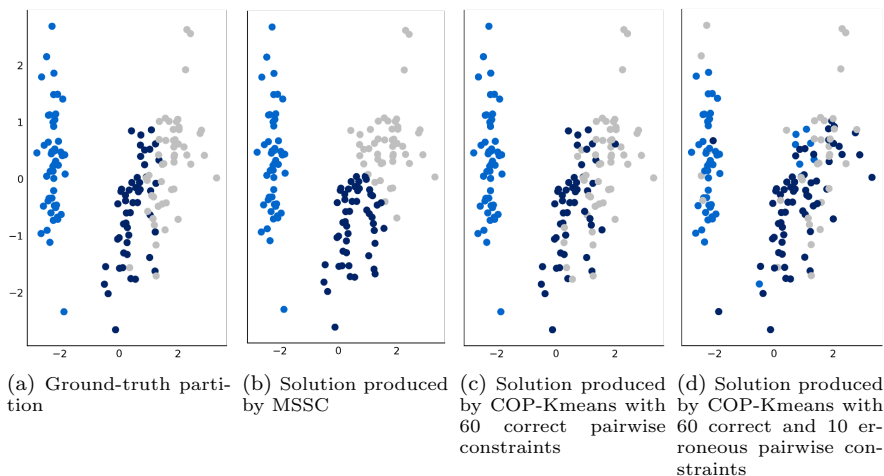 2
1
0
−1
−2
−2
0
2
−2
0
2
−2
0
2
−2
0
2
(a) Ground-truth parti-
tion
(b) Solution produced
by MSSC
(c) Solution produced
by COP-Kmeans with
60 correct pairwise
constraints
(d) Solution produced
by COP-Kmeans with
60 correct and 10 er-
roneous pairwise con-
straints